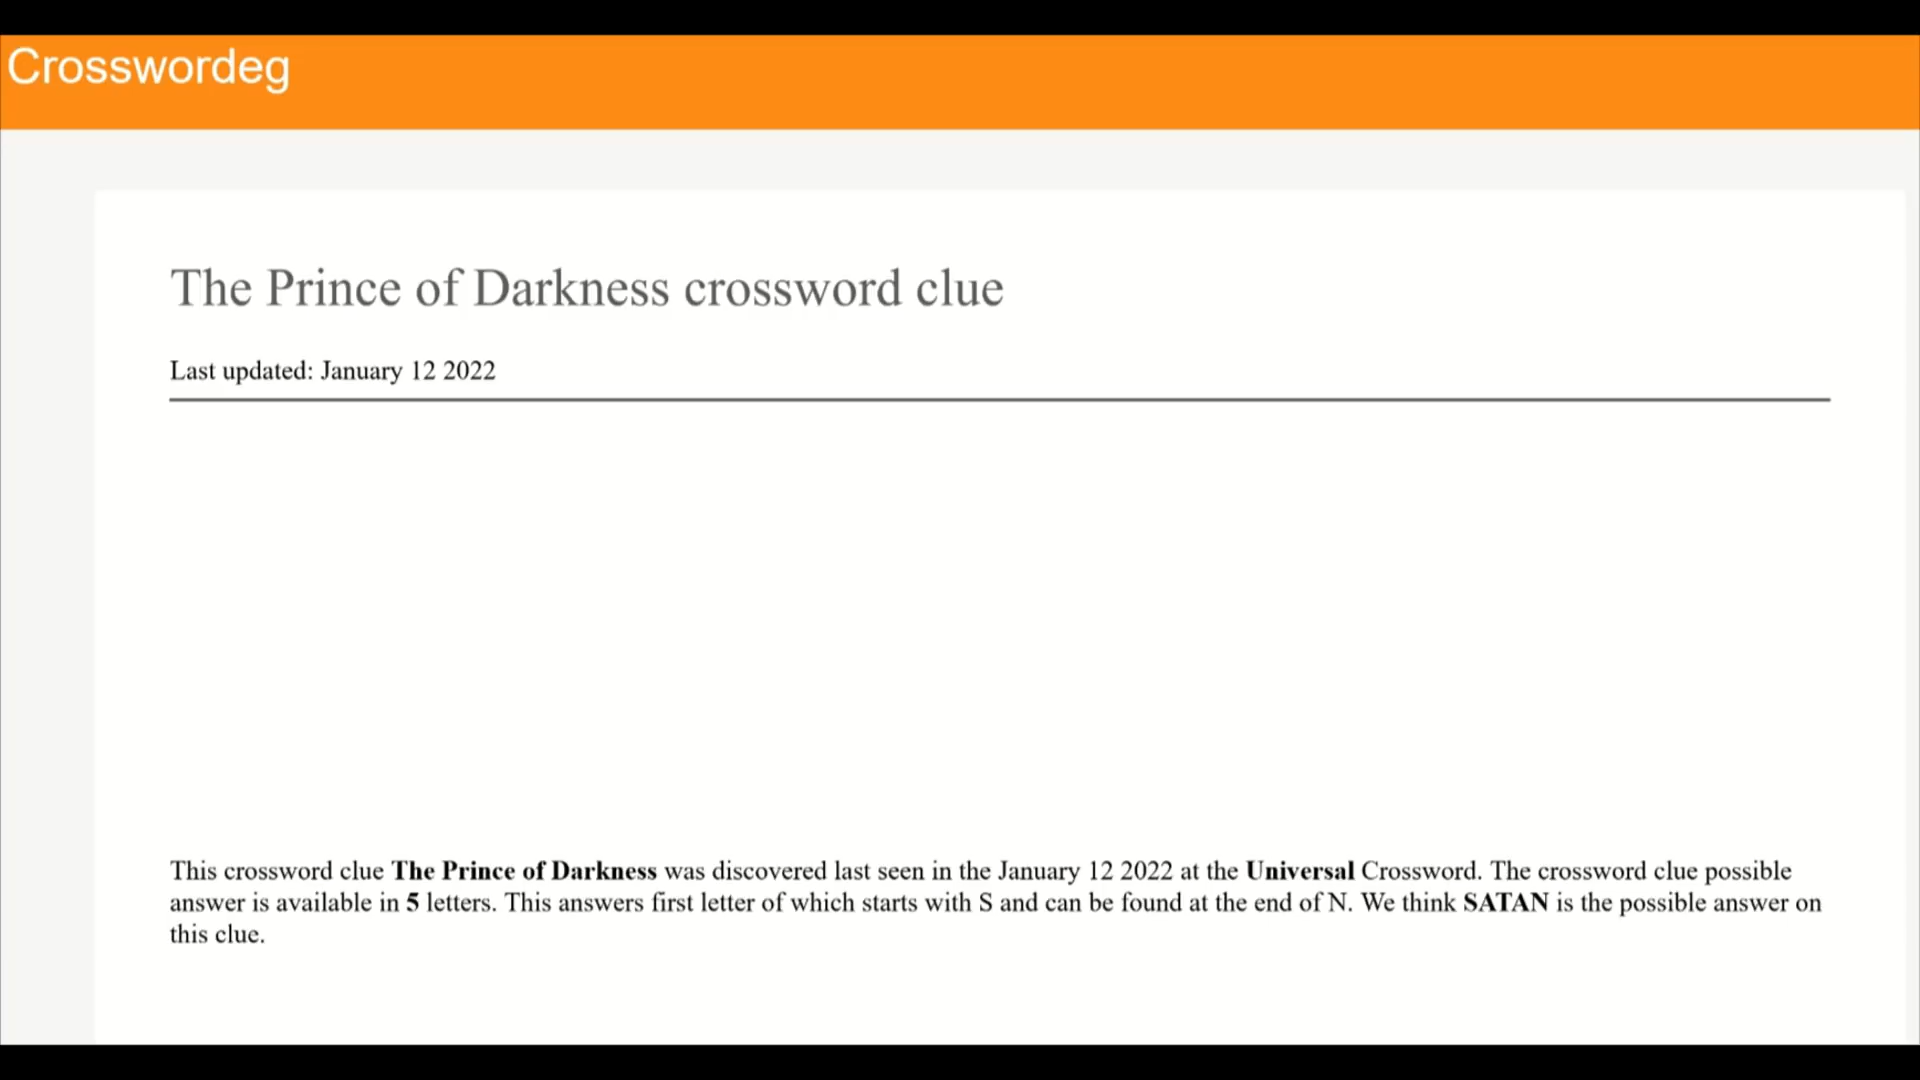 Crosswordeg
The Prince of Darkness crossword clue
Last updated: January 12 2022
This crossword clue The Prince of Darkness was discovered last seen in the January 12 2022 at the Universal Crossword. The crossword clue possible
answer is available in 5 letters. This answers first letter of which starts with S and can be found at the end of N. We think SATAN is the possible answer on
this clue.